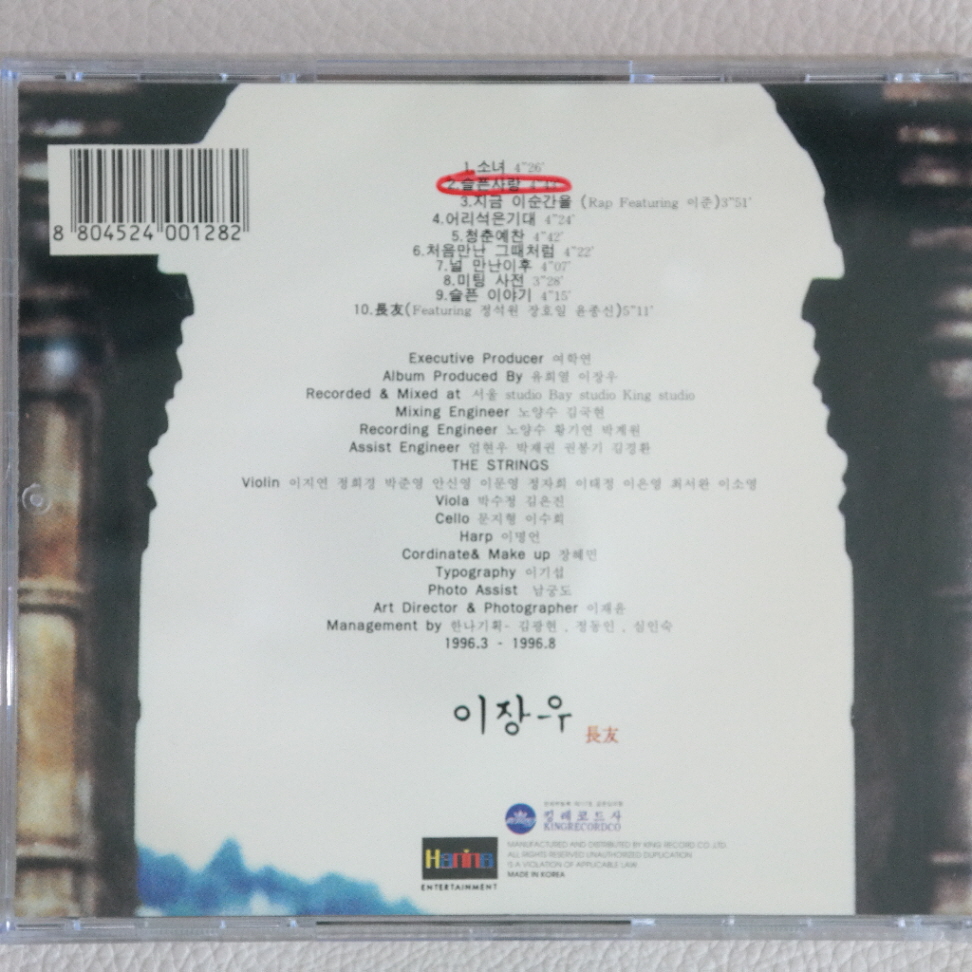 8 804524 001282
1.소녀 4"26'
2.슬픈사랑
3.지금 이순간을 (Rap Featuring 이준)3"51'
4.어리석은기대 4"24'
5.청춘예찬 4"42'
6.처음만난 그때처럼 4"22'
7.널 만난이후 4"07'
8.미팅 사전 3"28'
9.슬픈 이야기 4"15'
10.長友(Featuring 정석원 장호일 윤종신)5"11'
Executive Producer 여학연
Album Produced By 유희열 이장우
Recorded & Mixed at 서울 studio Bay studio King studio
Mixing Engineer 노양수 김국현
Recording Engineer 노양수 황기연 박계원
Assist Engineer 엄현우 박재권 권봉기 김정환
THE STRINGS
Violin 이지연 정희경 박준영 안신영 이문영 정자희 이대정 이은영 최서완 이소영
Viola 박수정 김은진
Cello 문지형 이수희
Harp 이명연
Cordinate& Make up 장혜민
Typography 이기섭
Photo Assist 남궁도
Art Director & Photographer 이재윤
Management by 한나기획- 김광현 , 정동인 , 심인숙
1996.3 - 1996.8
이장우 長友
킹레코드사
KINGRECORDCO
Hanina
ENTERTAINMENT
MANUFACTURED AND DISTRIBUTED BY KING RECORD CO.,LTD.
ALL RIGHTS RESERVED UNAUTHORIZED DUPLICATION
IS A VIOLATION OF APPLICABLE LAW.
MADE IN KOREA